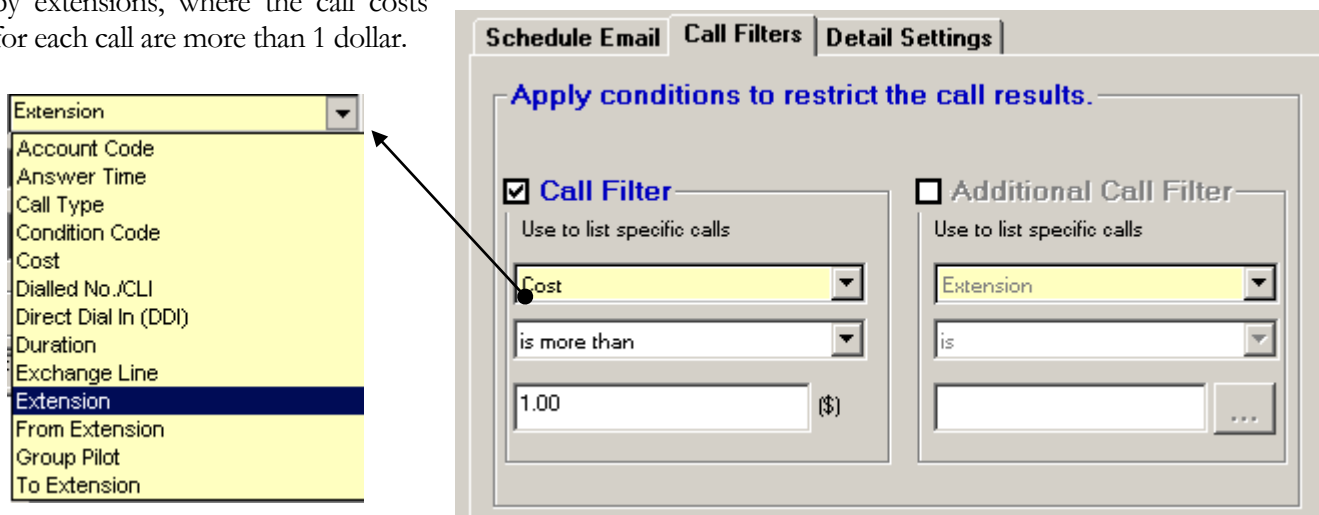 by extensions, where the call costs
for each call are more than 1 dollar.
Extension
Account Code
Answer Time
Call Type
Condition Code
Cost
Dialled No./CLI
Direct Dial In (DDI)
Duration
Exchange Line
Extension
From Extension
Group Pilot
To Extension
Schedule Email Call Filters Detail Settings
Apply conditions to restrict the call results.
Call Filter
Use to list specific calls
Cost
is more than
1.00 ($)
Additional Call Filter
Use to list specific calls
Extension
is
...